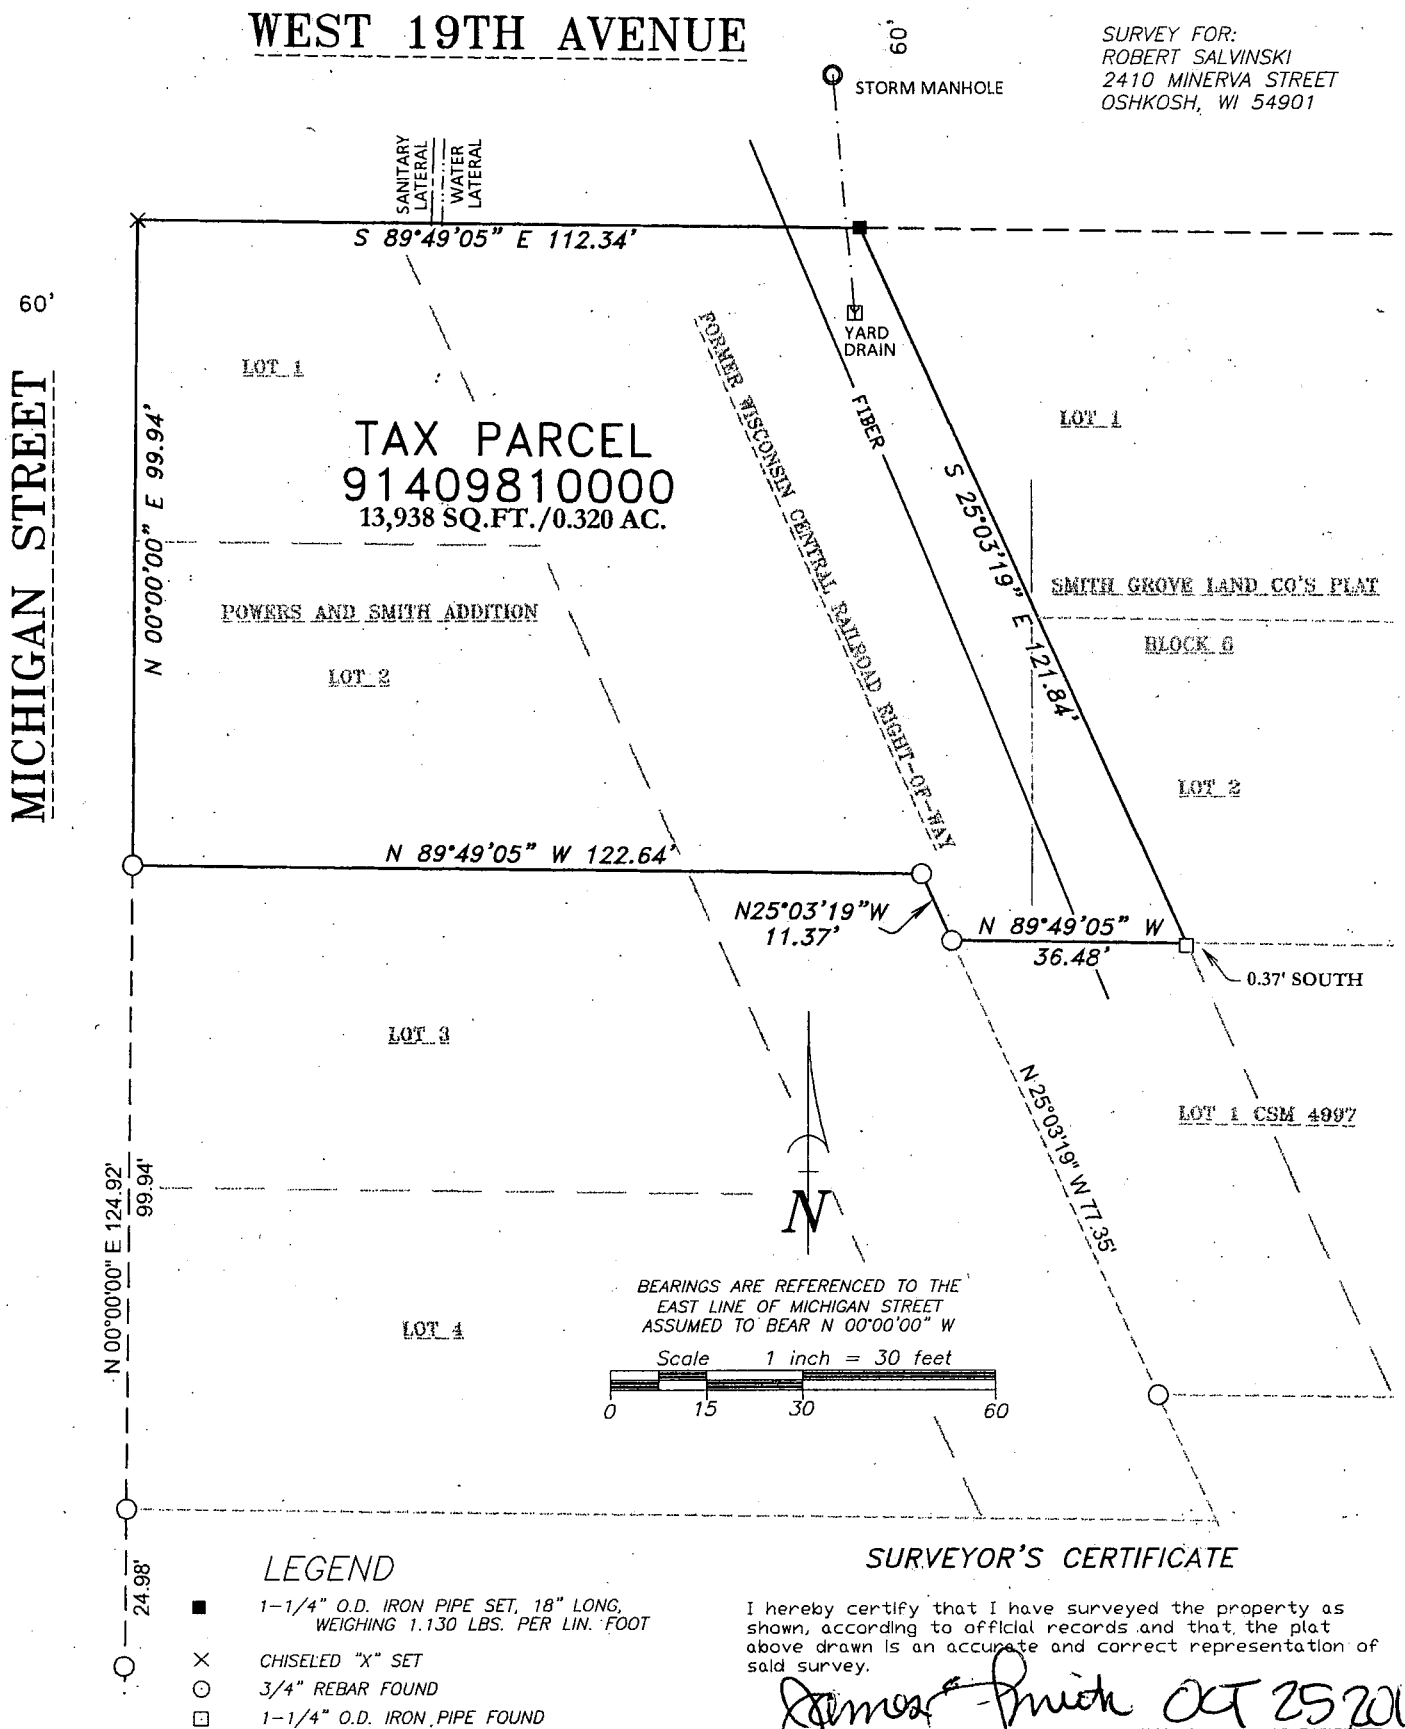 WEST 19TH AVENUE
60'
SURVEY FOR:
ROBERT SALVINSKI
2410 MINERVA STREET
OSHKOSH, WI 54901
STORM MANHOLE
SANITARY
LATERAL
WATER
LATERAL
S 89°49'05" E 112.34'
60'
MICHIGAN STREET
N 00°00'00" E 99.94'
LOT 1
YARD
DRAIN
FIBER
FORMER WISCONSIN CENTRAL RAILROAD RIGHT-OF-WAY
LOT 1
TAX PARCEL
91409810000
13,938 SQ.FT./0.320 AC.
S 25°03'19" E 121.84'
SMITH GROVE LAND CO'S PLAT
POWERS AND SMITH ADDITION
BLOCK 6
LOT 2
LOT 2
N 89°49'05" W 122.64'
N25°03'19"W
11.37'
N 89°49'05" W
36.48'
0.37' SOUTH
LOT 3
N 25°03'19" W 77.35'
LOT 1 CSM 4997
N 00°00'00" E 124.92'
99.94'
N
BEARINGS ARE REFERENCED TO THE
EAST LINE OF MICHIGAN STREET
ASSUMED TO BEAR N 00°00'00" W
LOT 4
Scale 1 inch = 30 feet
0 15 30 60
24.98'
LEGEND
1-1/4" O.D. IRON PIPE SET, 18" LONG,
WEIGHING 1.130 LBS. PER LIN. FOOT
CHISELED "X" SET
3/4" REBAR FOUND
1-1/4" O.D. IRON PIPE FOUND
SURVEYOR'S CERTIFICATE
I hereby certify that I have surveyed the property as
shown, according to official records and that the plat
above drawn is an accurate and correct representation of
said survey.
James Smith OCT 25 201